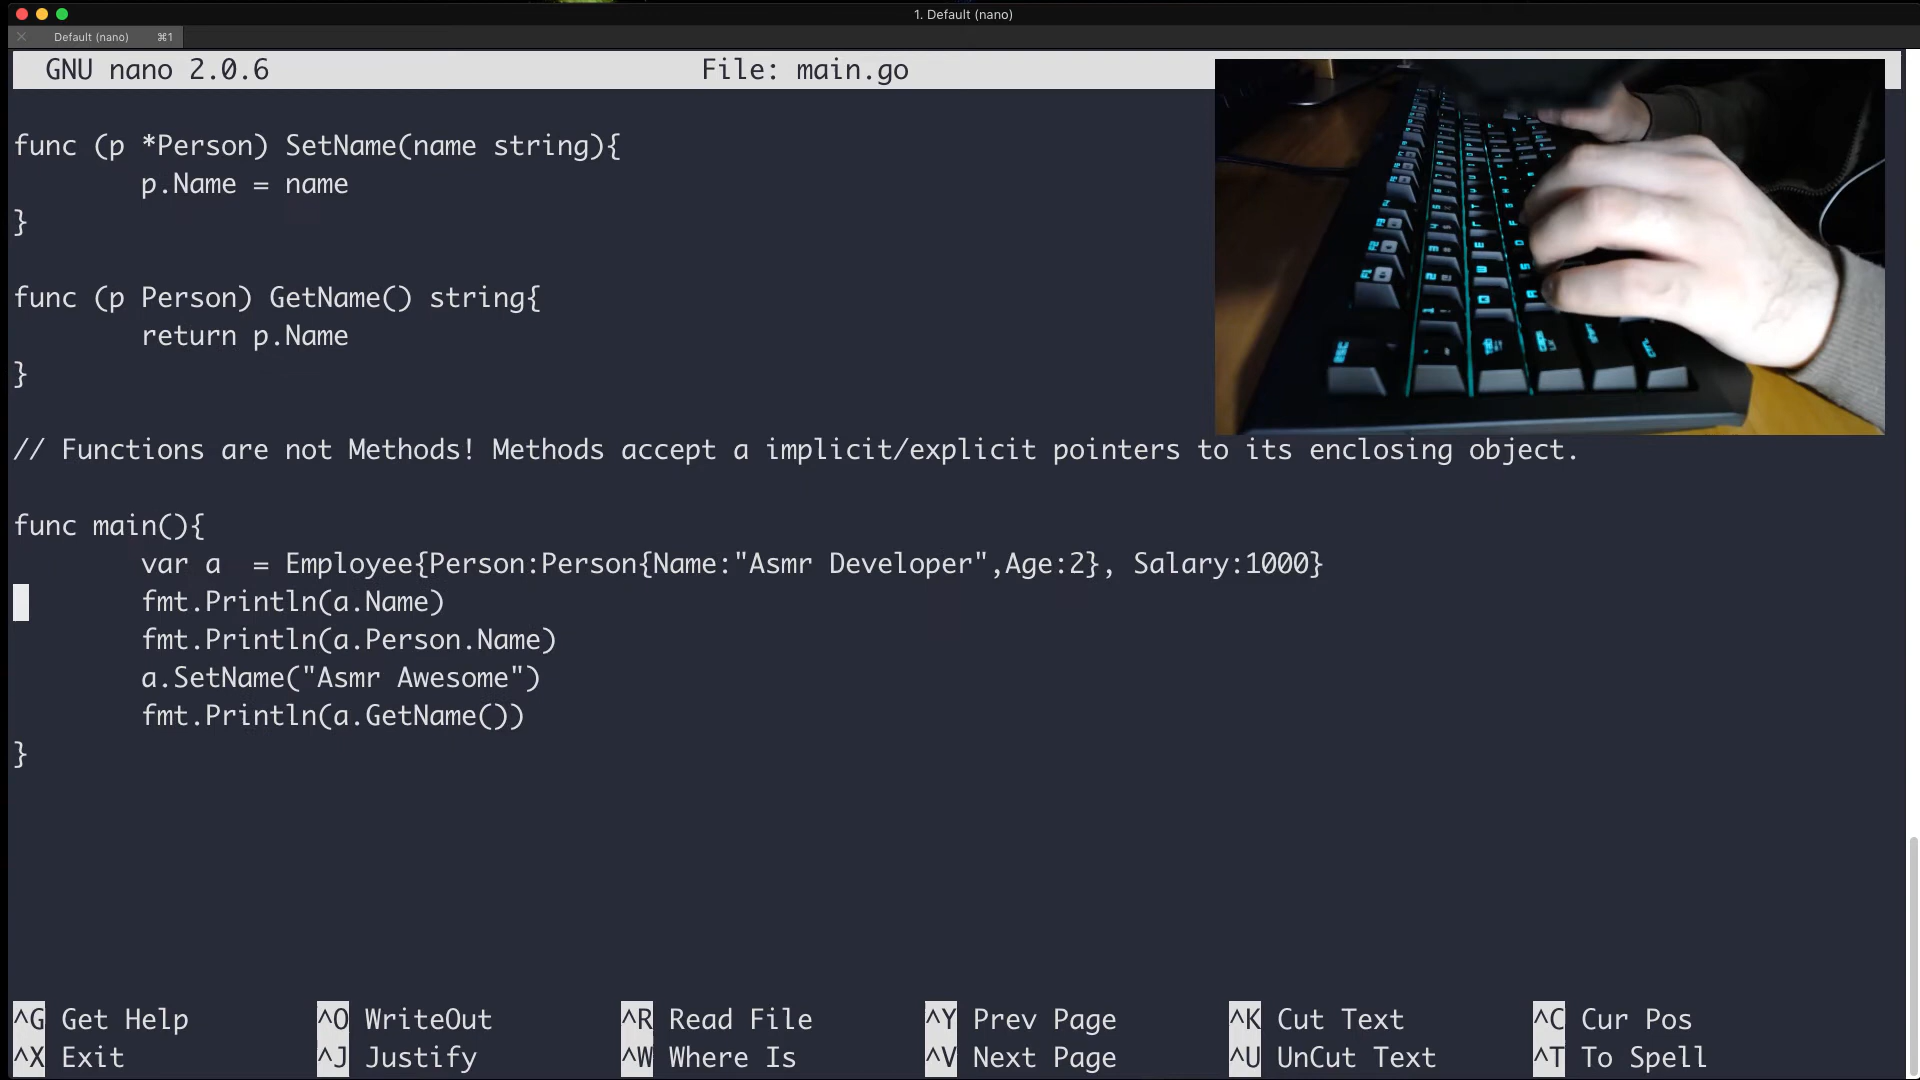 1. Default (nano)
Default (nano) ⌘1
GNU nano 2.0.6 File: main.go
func (p *Person) SetName(name string){
p.Name = name
}
func (p Person) GetName() string{
return p.Name
}
// Functions are not Methods! Methods accept a implicit/explicit pointers to its enclosing object.
func main(){
var a  = Employee{Person:Person{Name:"Asmr Developer",Age:2}, Salary:1000}
fmt.Println(a.Name)
fmt.Println(a.Person.Name)
a.SetName("Asmr Awesome")
fmt.Println(a.GetName())
}
^G Get Help ^O WriteOut ^R Read File ^Y Prev Page ^K Cut Text ^C Cur Pos
^X Exit ^J Justify ^W Where Is ^V Next Page ^U UnCut Text ^T To Spell
ESC